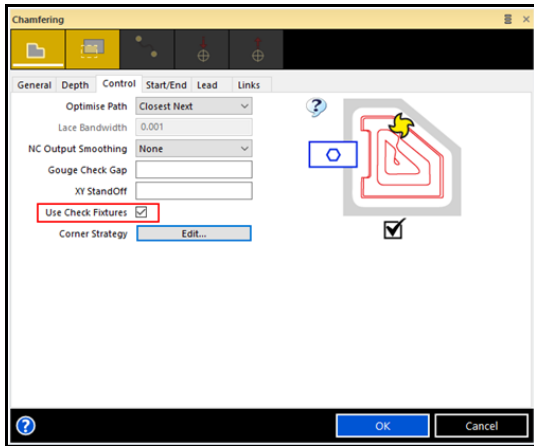 Chamfering
General Depth Control Start/End Lead Links
Optimise Path Closest Next
Lace Bandwidth 0.001
NC Output Smoothing None
Gouge Check Gap
XY StandOff
Use Check Fixtures
Corner Strategy Edit...
OK Cancel